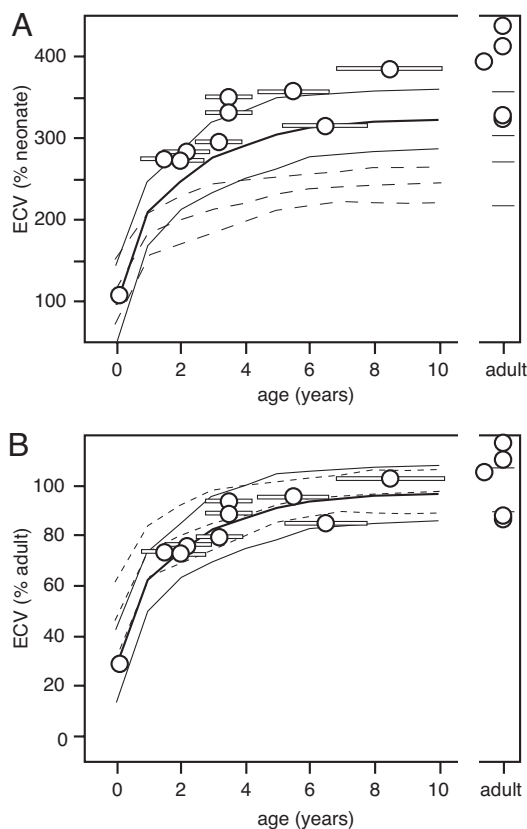 A
ECV (% neonate)
400
300
200
100
0 2 4 6 8 10 adult
age (years)
B
ECV (% adult)
100
80
60
40
20
0
0 2 4 6 8 10 adult
age (years)